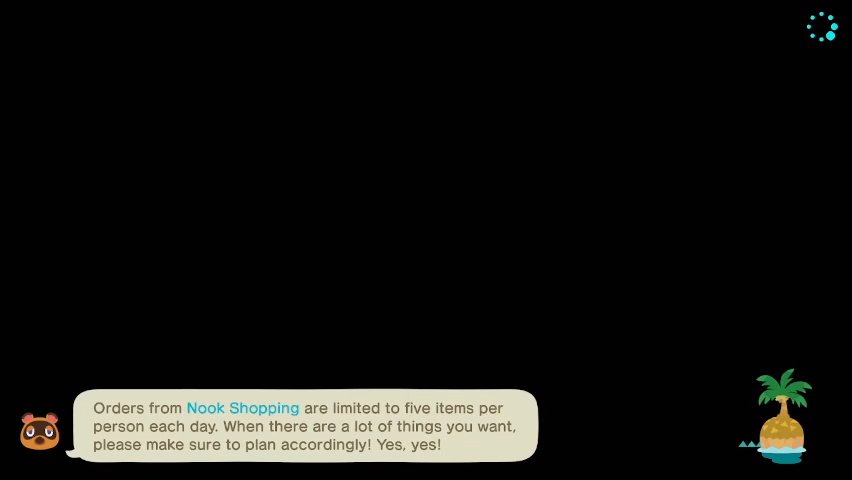 Orders from Nook Shopping are limited to five items per
person each day. When there are a lot of things you want,
please make sure to plan accordingly! Yes, yes!